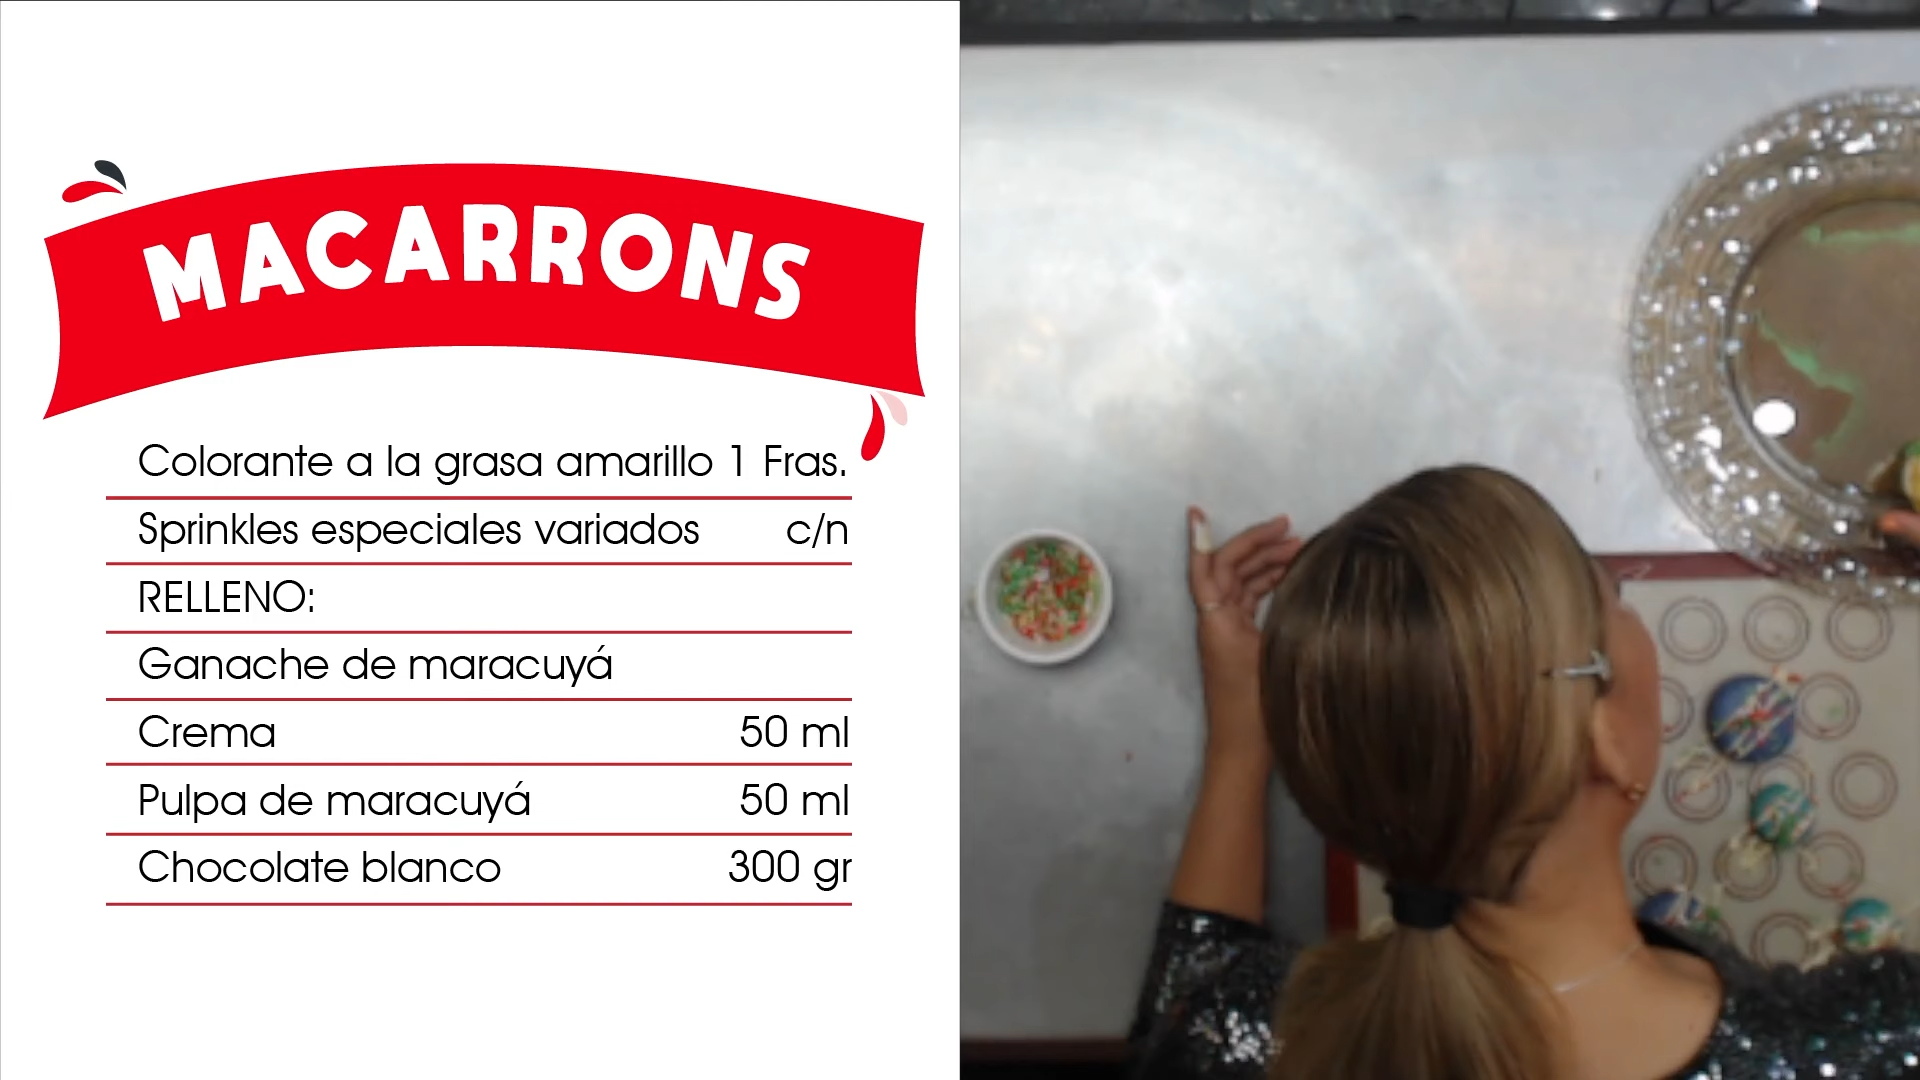 MACARRONS
Colorante a la grasa amarillo 1 Fras.
Sprinkles especiales variados c/n
RELLENO:
Ganache de maracuyá
Crema 50 ml
Pulpa de maracuyá 50 ml
Chocolate blanco 300 gr